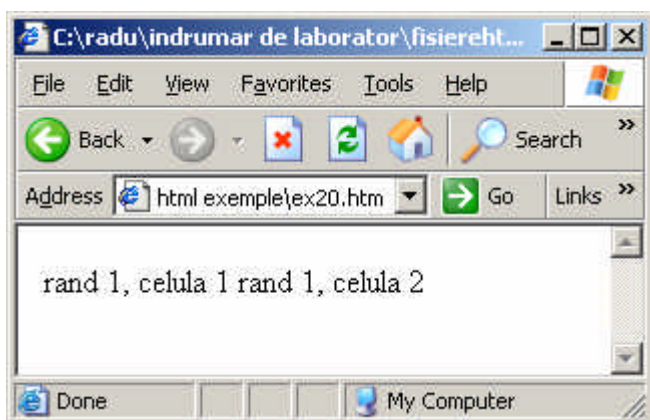 C:\radu\indrumar de laborator\fisiereht...
File Edit View Favorites Tools Help
Back Search »
Address html exemple\ex20.htm Go Links »
rand 1, celula 1 rand 1, celula 2
Done My Computer